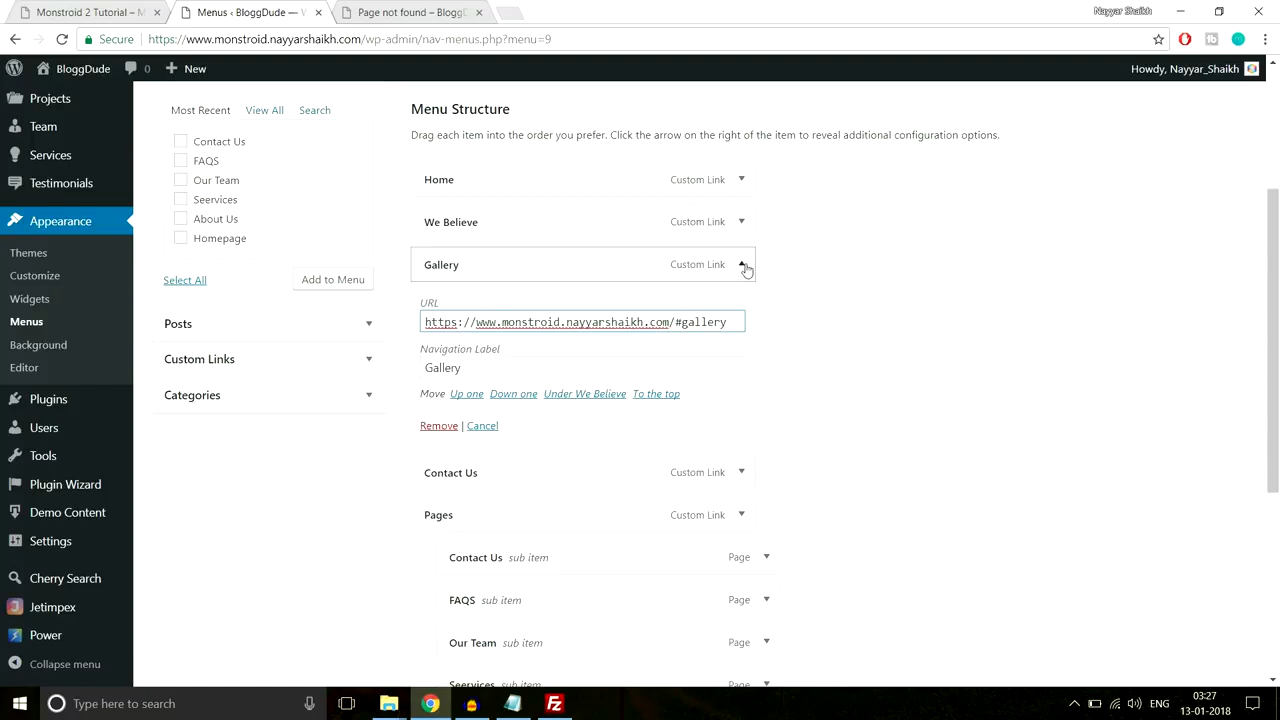 Monstroid 2 Tutorial – M
Menus ‹ BloggDude — W
Page not found – BloggD
Nayyar Shaikh
Secure
https://www.monstroid.nayyarshaikh.com/wp-admin/nav-menus.php?menu=9
BloggDude
0
New
Howdy, Nayyar_Shaikh
Projects
Team
Services
Testimonials
Appearance
Themes
Customize
Widgets
Menus
Background
Editor
Plugins
Users
Tools
Plugin Wizard
Demo Content
Settings
Cherry Search
Jetimpex
Power
Collapse menu
Most Recent View All Search
Contact Us
FAQS
Our Team
Seervices
About Us
Homepage
Select All
Add to Menu
Posts
Custom Links
Categories
Menu Structure
Drag each item into the order you prefer. Click the arrow on the right of the item to reveal additional configuration options.
Home Custom Link
We Believe Custom Link
Gallery Custom Link
URL
https://www.monstroid.nayyarshaikh.com/#gallery
Navigation Label
Gallery
Move Up one Down one Under We Believe To the top
Remove | Cancel
Contact Us Custom Link
Pages Custom Link
Contact Us sub item Page
FAQS sub item Page
Our Team sub item Page
Seervices sub item Page
Type here to search
ENG
03:27
13-01-2018